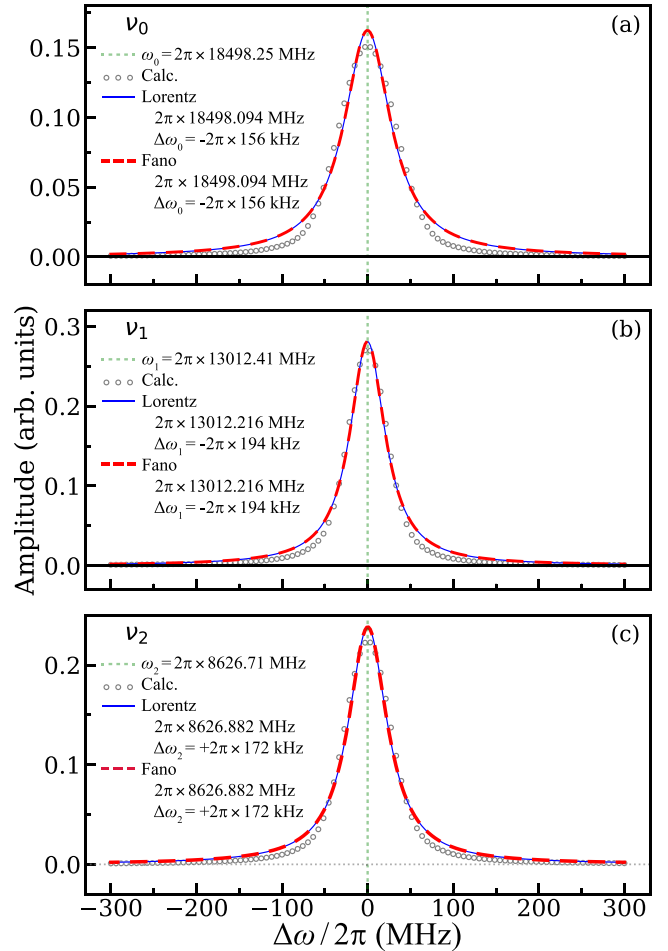 ν₀
(a)
ω₀ = 2π × 18498.25 MHz
Calc.
Lorentz
2π × 18498.094 MHz
Δω₀ = -2π × 156 kHz
Fano
2π × 18498.094 MHz
Δω₀ = -2π × 156 kHz
0.15
0.10
0.05
0.00
ν₁
(b)
ω₁ = 2π × 13012.41 MHz
Calc.
Lorentz
2π × 13012.216 MHz
Δω₁ = -2π × 194 kHz
Fano
2π × 13012.216 MHz
Δω₁ = -2π × 194 kHz
0.3
0.2
0.1
0.0
Amplitude (arb. units)
ν₂
(c)
ω₂ = 2π × 8626.71 MHz
Calc.
Lorentz
2π × 8626.882 MHz
Δω₂ = +2π × 172 kHz
Fano
2π × 8626.882 MHz
Δω₂ = +2π × 172 kHz
0.2
0.1
0.0
−300 −200 −100 0 100 200 300
Δω / 2π (MHz)